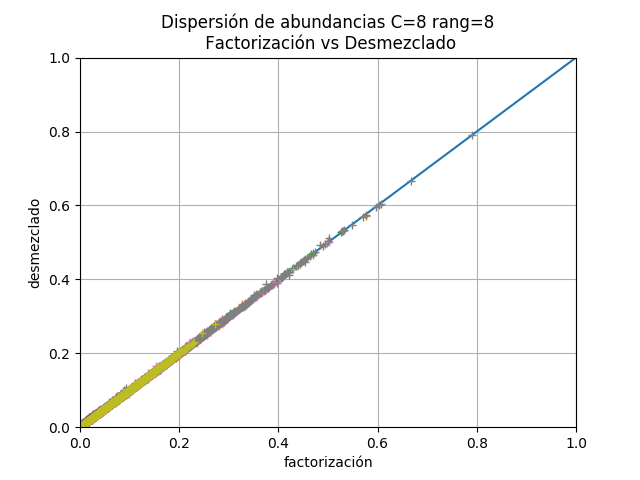 Dispersión de abundancias C=8 rang=8
Factorización vs Desmezclado
1.0
0.8
0.6
0.4
0.2
0.0
desmezclado
0.0 0.2 0.4 0.6 0.8 1.0
factorización